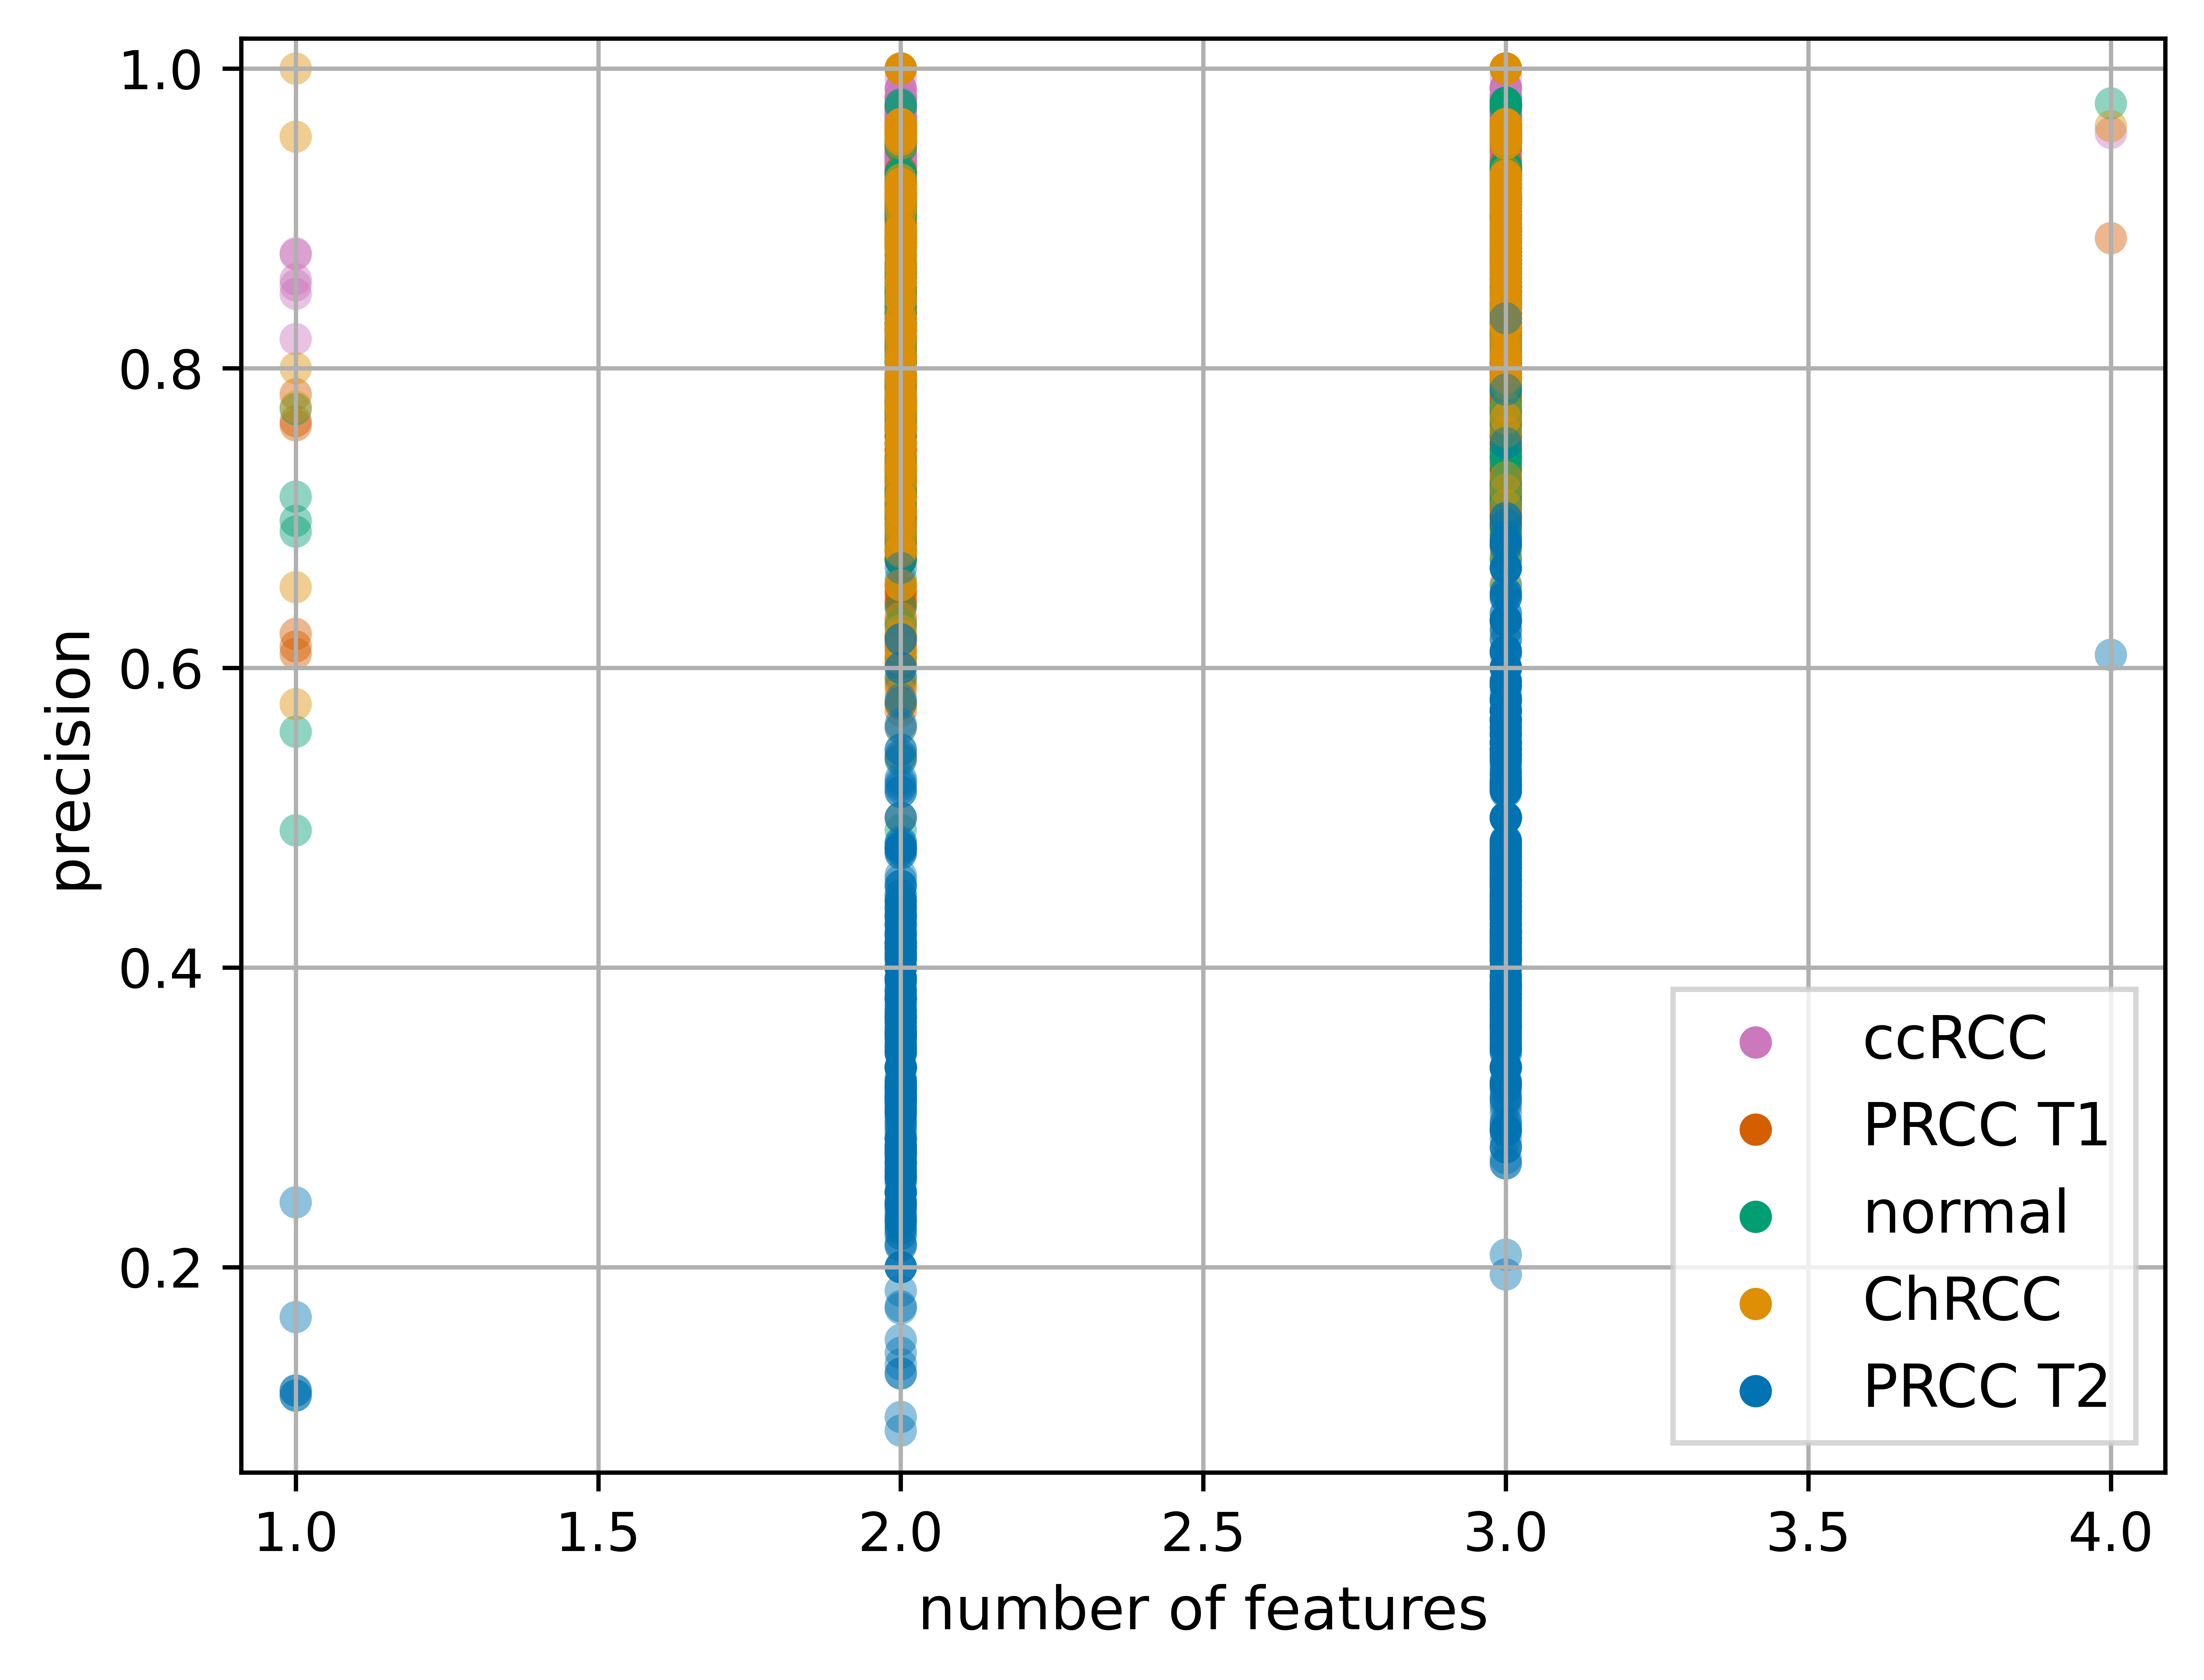 1.0
0.8
0.6
0.4
0.2
precision
1.0 1.5 2.0 2.5 3.0 3.5 4.0
number of features
ccRCC
PRCC T1
normal
ChRCC
PRCC T2